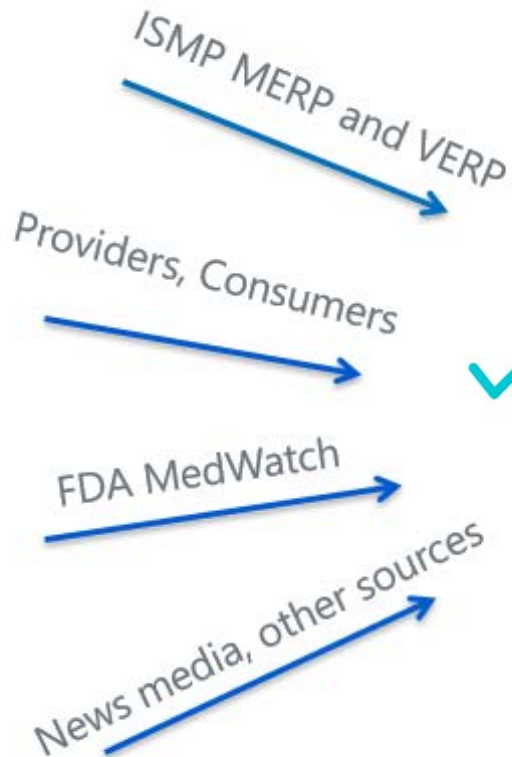 ISMP MERP and VERP
Providers, Consumers
FDA MedWatch
News media, other sources